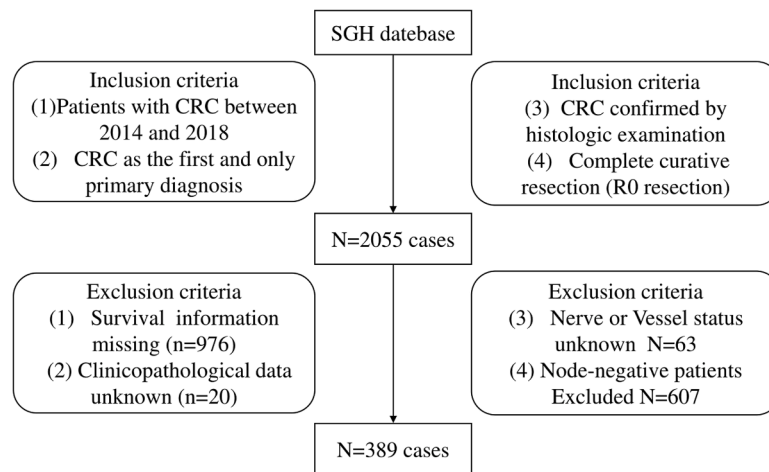 SGH datebase
Inclusion criteria
(1)Patients with CRC between
2014 and 2018
(2) CRC as the first and only
primary diagnosis
Inclusion criteria
(3) CRC confirmed by
histologic examination
(4) Complete curative
resection (R0 resection)
N=2055 cases
Exclusion criteria
(1) Survival information
missing (n=976)
(2) Clinicopathological data
unknown (n=20)
Exclusion criteria
(3) Nerve or Vessel status
unknown N=63
(4) Node-negative patients
Excluded N=607
N=389 cases